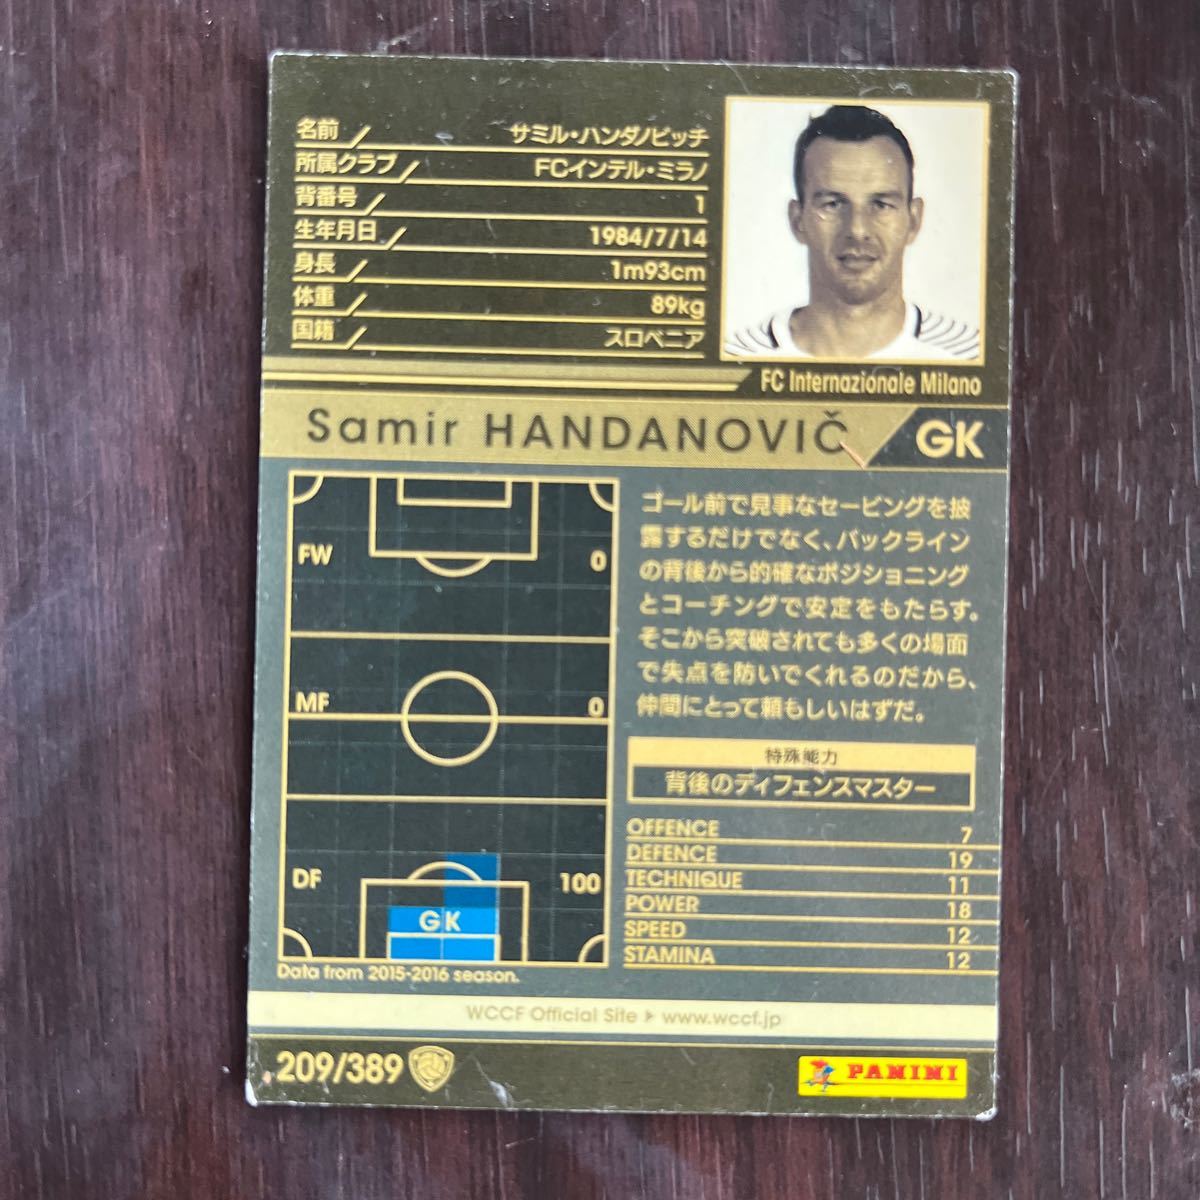 名前 サミル・ハンダノビッチ
所属クラブ FCインテル・ミラノ
背番号 1
生年月日 1984/7/14
身長 1m93cm
体重 89kg
国籍 スロベニア
FC Internazionale Milano
Samir HANDANOVIČ GK
FW 0
MF 0
DF 100
GK
Data from 2015-2016 season.
ゴール前で見事なセービングを披
露するだけでなく、バックライン
の背後から的確なポジショニング
とコーチングで安定をもたらす。
そこから突破されても多くの場面
で失点を防いでくれるのだから、
仲間にとって頼もしいはずだ。
特殊能力
背後のディフェンスマスター
OFFENCE 7
DEFENCE 19
TECHNIQUE 11
POWER 18
SPEED 12
STAMINA 12
WCCF Official Site ▶ www.wccf.jp
209/389
PANINI